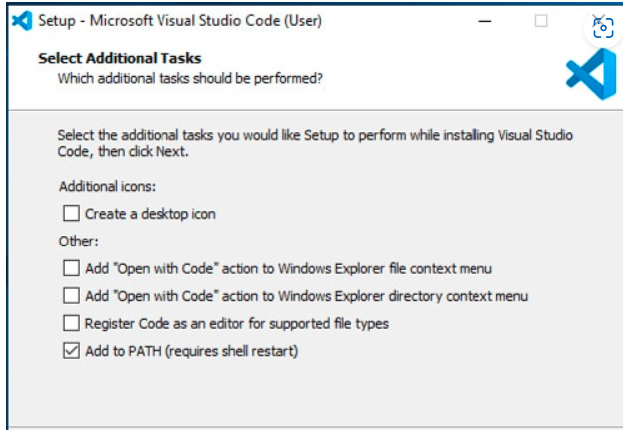 Setup - Microsoft Visual Studio Code (User)
Select Additional Tasks
Which additional tasks should be performed?
Select the additional tasks you would like Setup to perform while installing Visual Studio
Code, then click Next.
Additional icons:
Create a desktop icon
Other:
Add "Open with Code" action to Windows Explorer file context menu
Add "Open with Code" action to Windows Explorer directory context menu
Register Code as an editor for supported file types
Add to PATH (requires shell restart)